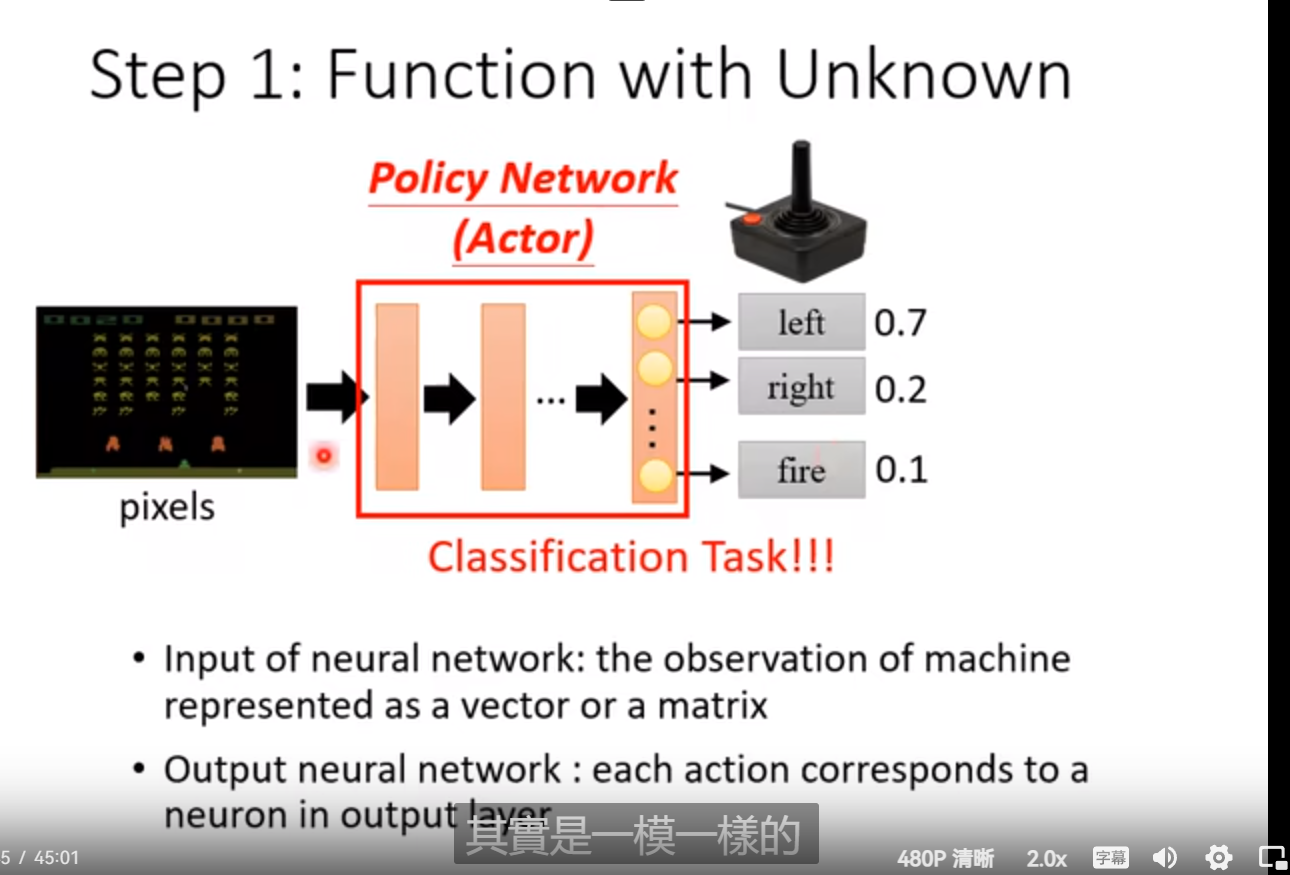 Step 1: Function with Unknown
Policy Network
(Actor)
left 0.7
right 0.2
...
fire 0.1
pixels
Classification Task!!!
• Input of neural network: the observation of machine
represented as a vector or a matrix
• Output neural network : each action corresponds to a
neuron in output layer
其實是一模一樣的
5 / 45:01
480P 清晰
2.0x
字幕